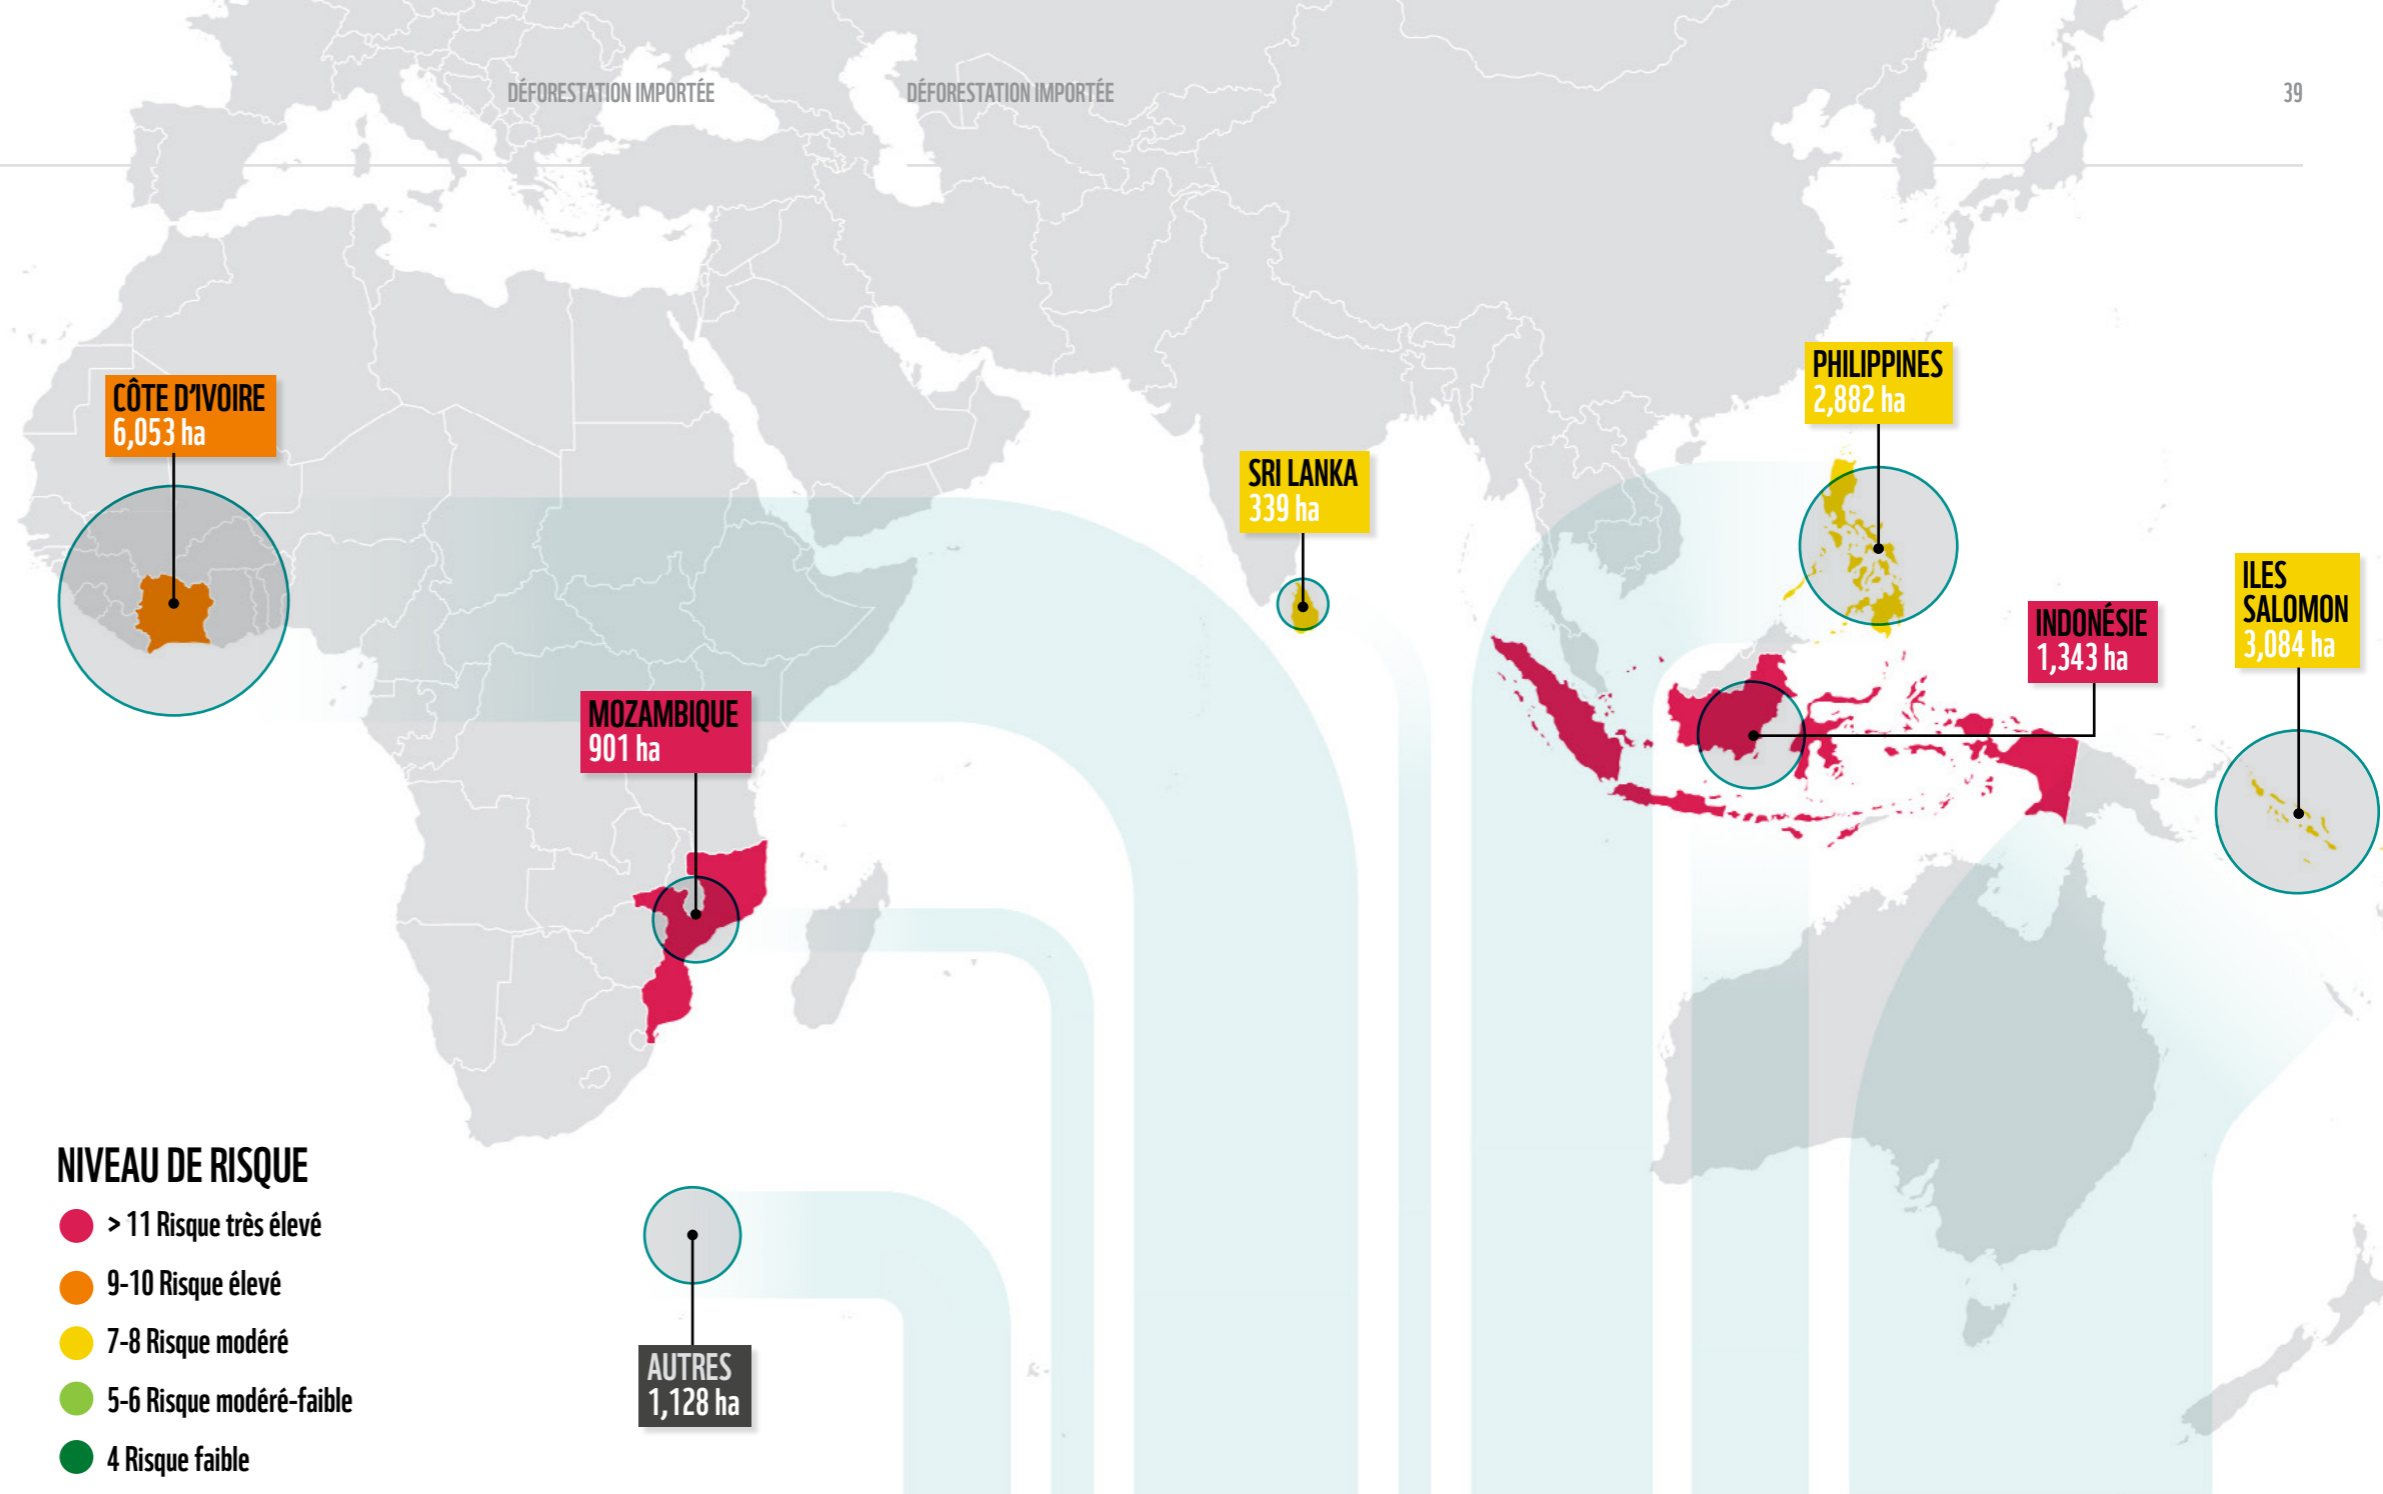 DÉFORESTATION IMPORTÉE
DÉFORESTATION IMPORTÉE
39
CÔTE D'IVOIRE
6,053 ha
PHILIPPINES
2,882 ha
SRI LANKA
339 ha
ILES
SALOMON
3,084 ha
INDONÉSIE
1,343 ha
MOZAMBIQUE
901 ha
AUTRES
1,128 ha
NIVEAU DE RISQUE
> 11 Risque très élevé
9-10 Risque élevé
7-8 Risque modéré
5-6 Risque modéré-faible
4 Risque faible